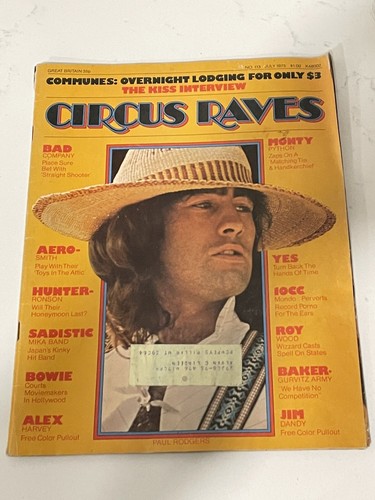 GREAT BRITAIN 35p
NO. 113 JULY 1975 $1.00
COMMUNES: OVERNIGHT LODGING FOR ONLY $3
THE KISS INTERVIEW
CIRCUS RAVES
BAD
COMPANY
Place Sure
Bet With
Straight Shooter
AERO-
SMITH
Play With Their
Toys In The Attic
HUNTER-
RONSON
Will Their
Honeymoon Last?
SADISTIC
MIKA BAND
Japan's Kinky
Hit Band
BOWIE
Courts
Moviemakers
In Hollywood
ALEX
HARVEY
Free Color Pullout
MONTY
PYTHON
Zaps On A
Matching Tie
& Handkerchief
YES
Turn Back The
Hands Of Time
10CC
'Mondo' Perverts
Record Porno
For The Ears
ROY
WOOD
Wizzard Casts
Spell On States
BAKER-
GURVITZ ARMY
'We Have No
Competition'
JIM
DANDY
Free Color Pullout
PAUL RODGERS